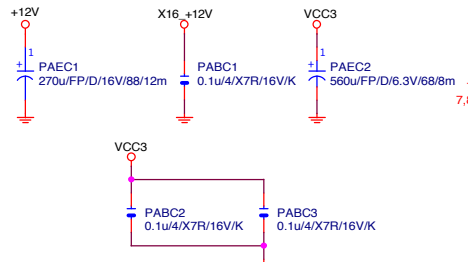 +12V
X16_+12V
VCC3
1
+
PAEC1
270u/FP/D/16V/88/12m
PABC1
0.1u/4/X7R/16V/K
1
+
PAEC2
560u/FP/D/6.3V/68/8m
VCC3
PABC2
0.1u/4/X7R/16V/K
PABC3
0.1u/4/X7R/16V/K